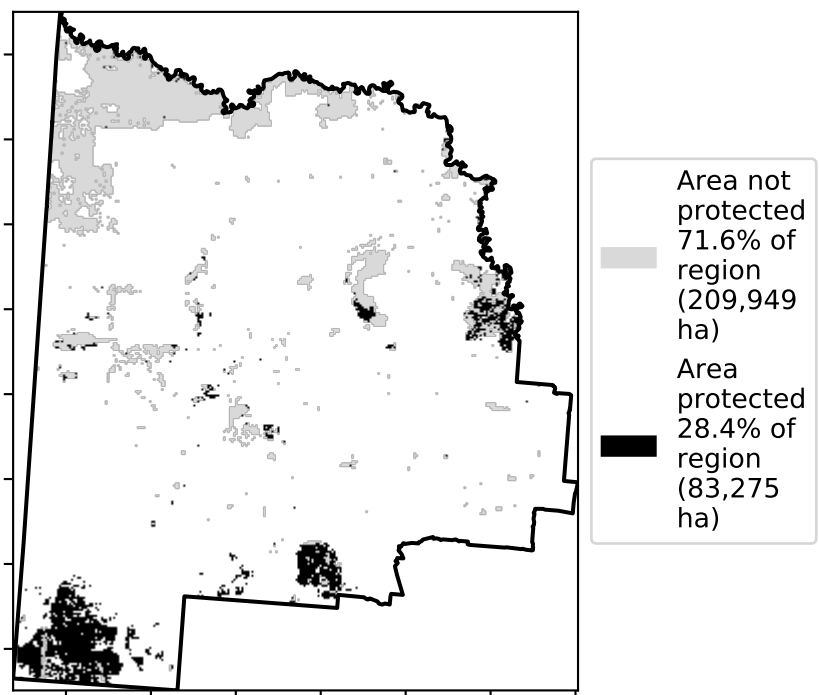 Area not
protected
71.6% of
region
(209,949
ha)
Area
protected
28.4% of
region
(83,275
ha)